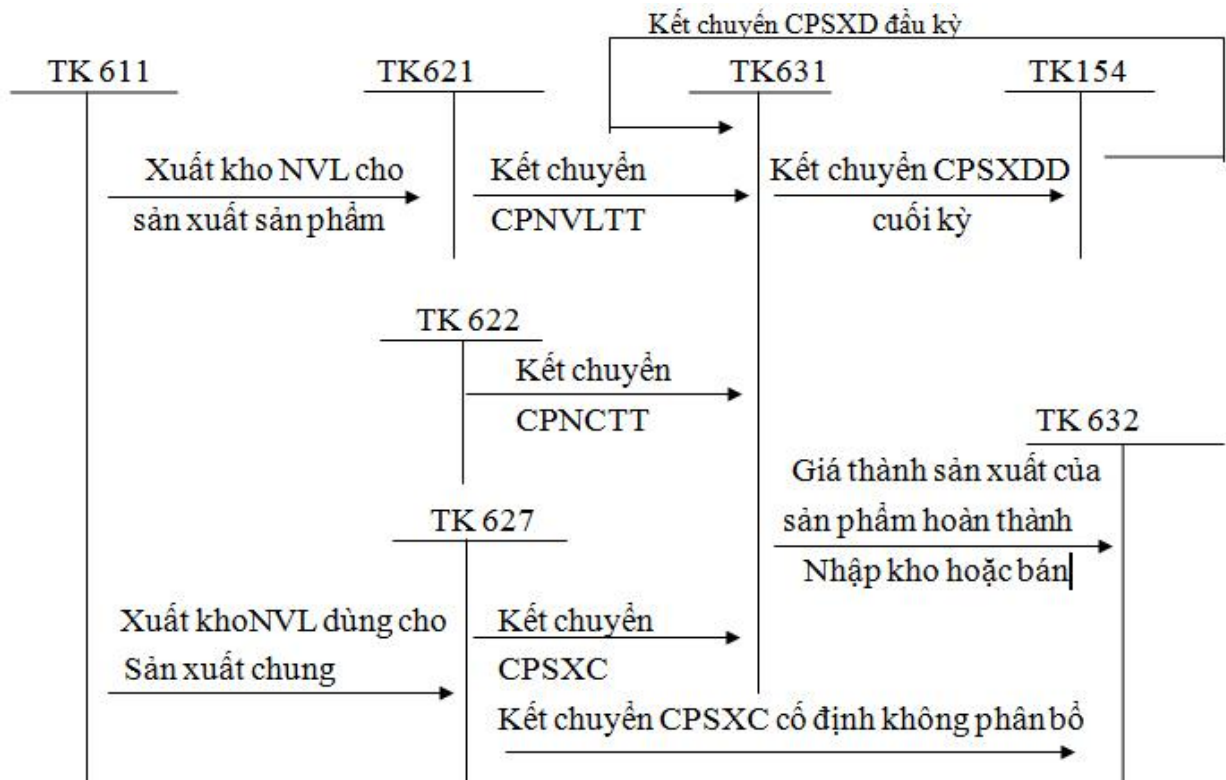 Kết chuyển CPSXD đầu kỳ
TK 611
TK621
TK631
TK154
Xuất kho NVL cho
sản xuất sản phẩm
Kết chuyển
CPNVLTT
Kết chuyển CPSXDD
cuối kỳ
TK 622
Kết chuyển
CPNCTT
TK 632
Giá thành sản xuất của
sản phẩm hoàn thành
Nhập kho hoặc bán
TK 627
Xuất khoNVL dùng cho
Sản xuất chung
Kết chuyển
CPSXC
Kết chuyển CPSXC cố định không phân bổ